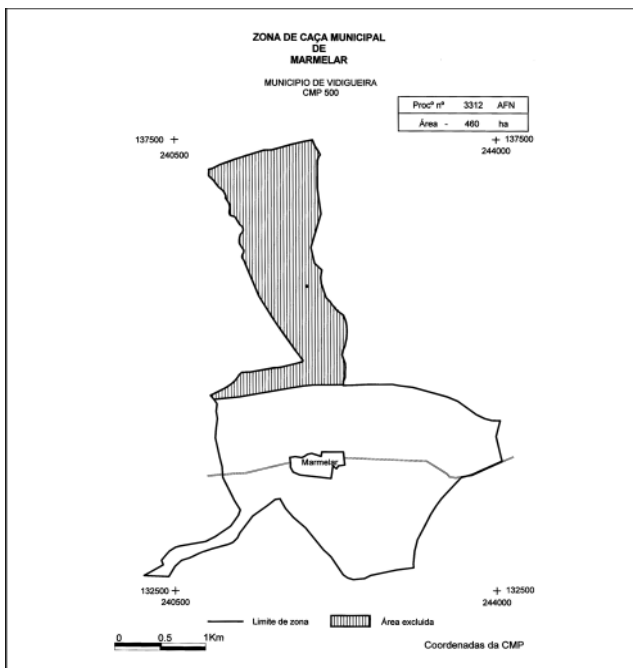 ZONA DE CAÇA MUNICIPAL
DE
MARMELAR
MUNICIPIO DE VIDIGUEIRA
CMP 500
Procº nº 3312 AFN
Área - 460 ha
137500
240500
137500
244000
Marmelar
132500
240500
132500
244000
Limite de zona
Área excluida
0 0.5 1Km
Coordenadas da CMP